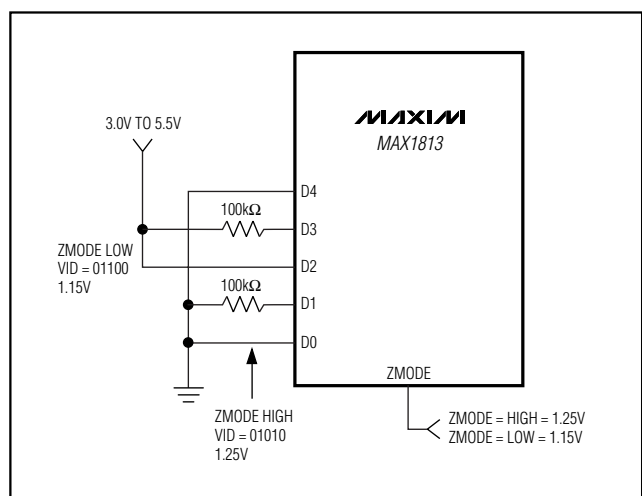 MAXIM
MAX1813
3.0V TO 5.5V
D4
100kΩ
D3
ZMODE LOW
VID = 01100
1.15V
D2
100kΩ
D1
D0
ZMODE
ZMODE HIGH
VID = 01010
1.25V
ZMODE = HIGH = 1.25V
ZMODE = LOW = 1.15V